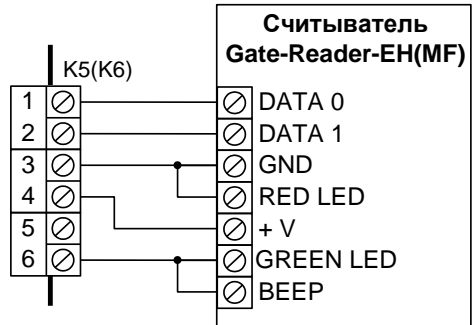 Считыватель
Gate-Reader-EH(MF)
K5(K6)
1 DATA 0
2 DATA 1
3 GND
4 RED LED
5 + V
6 GREEN LED
BEEP